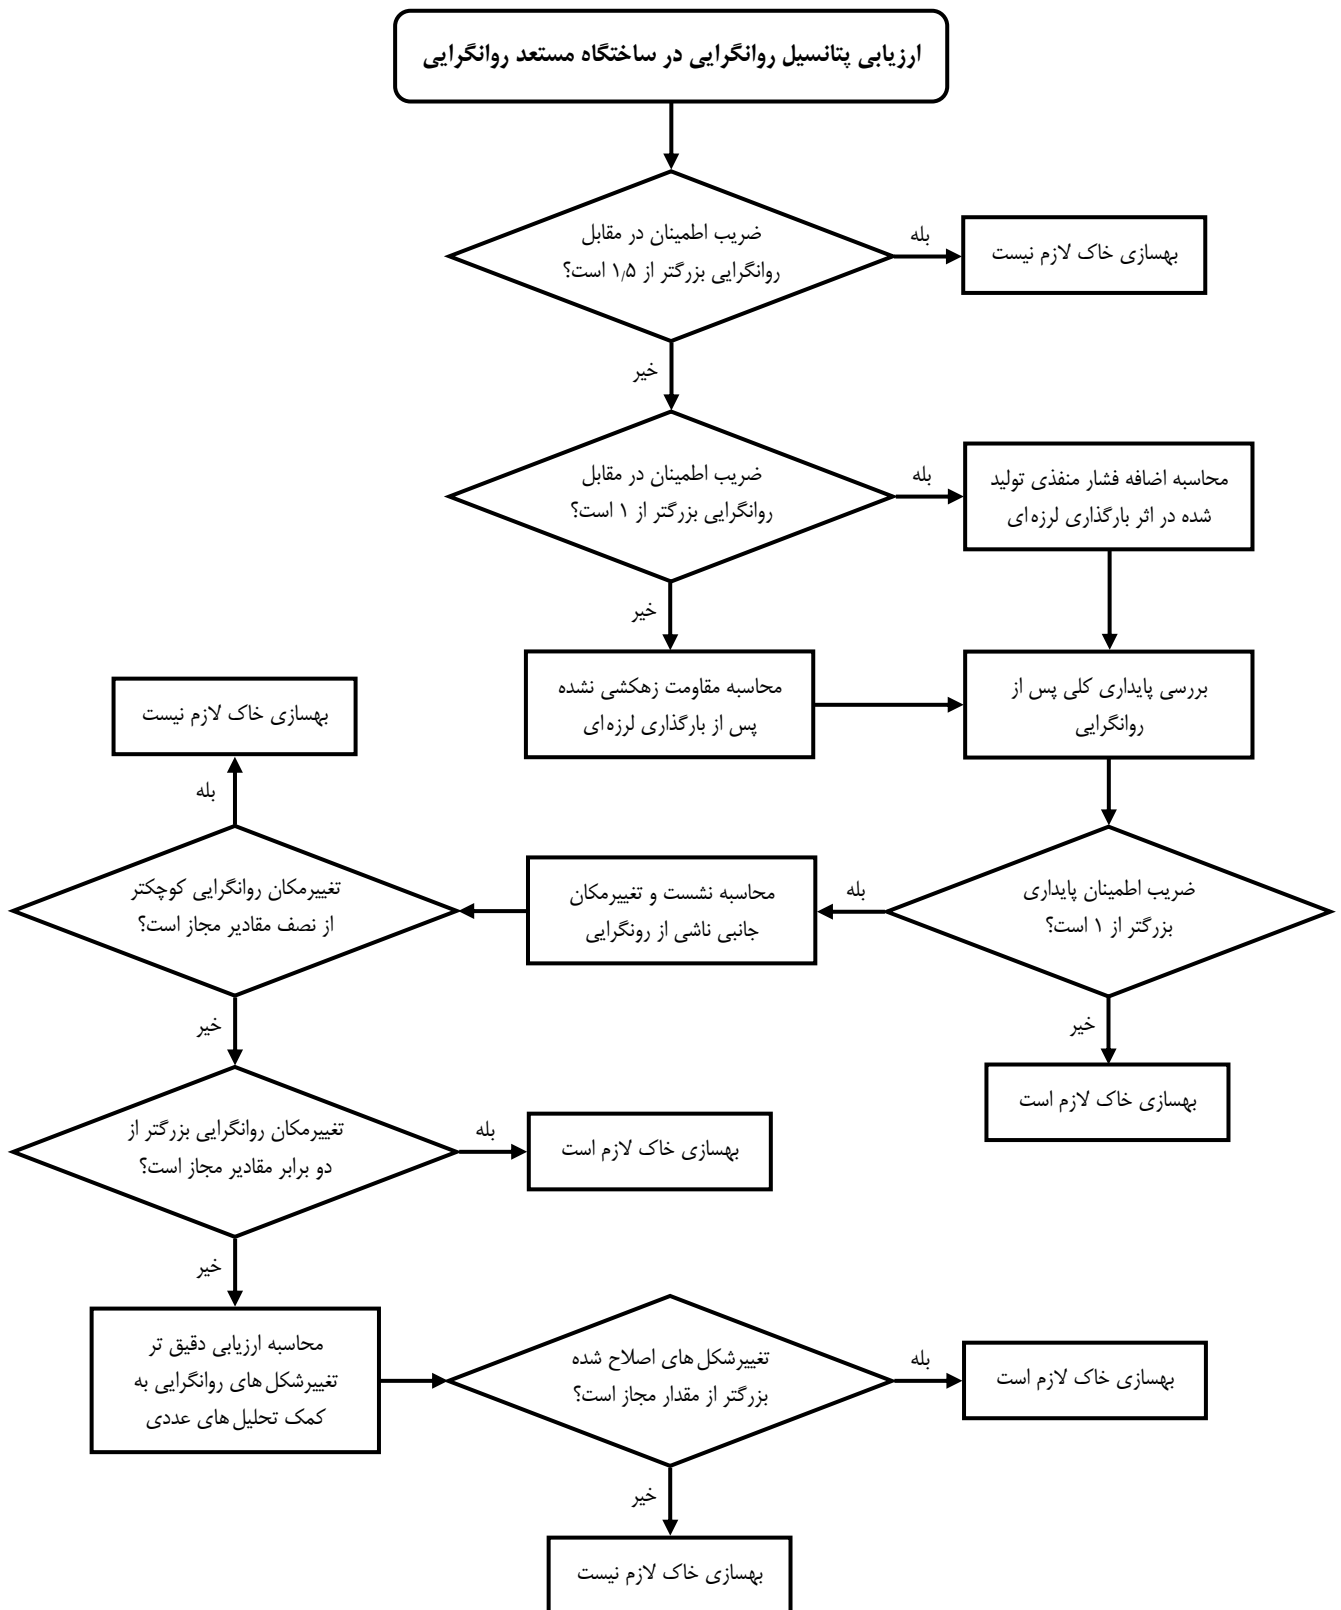 ارزیابی پتانسیل روانگرایی در ساختگاه مستعد روانگرایی
ضریب اطمینان در مقابل
روانگرایی بزرگتر از ۱٫۵ است؟
بله
بهسازی خاک لازم نیست
خیر
ضریب اطمینان در مقابل
روانگرایی بزرگتر از ۱ است؟
بله
محاسبه اضافه فشار منفذی تولید
شده در اثر بارگذاری لرزه ای
خیر
محاسبه مقاومت زهکشی نشده
پس از بارگذاری لرزه ای
بررسی پایداری کلی پس از
روانگرایی
ضریب اطمینان پایداری
بزرگتر از ۱ است؟
خیر
بهسازی خاک لازم است
بله
محاسبه نشست و تغییرمکان
جانبی ناشی از رونگرایی
تغییرمکان روانگرایی کوچکتر
از نصف مقادیر مجاز است؟
بله
بهسازی خاک لازم نیست
خیر
تغییرمکان روانگرایی بزرگتر از
دو برابر مقادیر مجاز است؟
بله
بهسازی خاک لازم است
خیر
محاسبه ارزیابی دقیق تر
تغییرشکل های روانگرایی به
کمک تحلیل های عددی
تغییرشکل های اصلاح شده
بزرگتر از مقدار مجاز است؟
بله
بهسازی خاک لازم است
خیر
بهسازی خاک لازم نیست